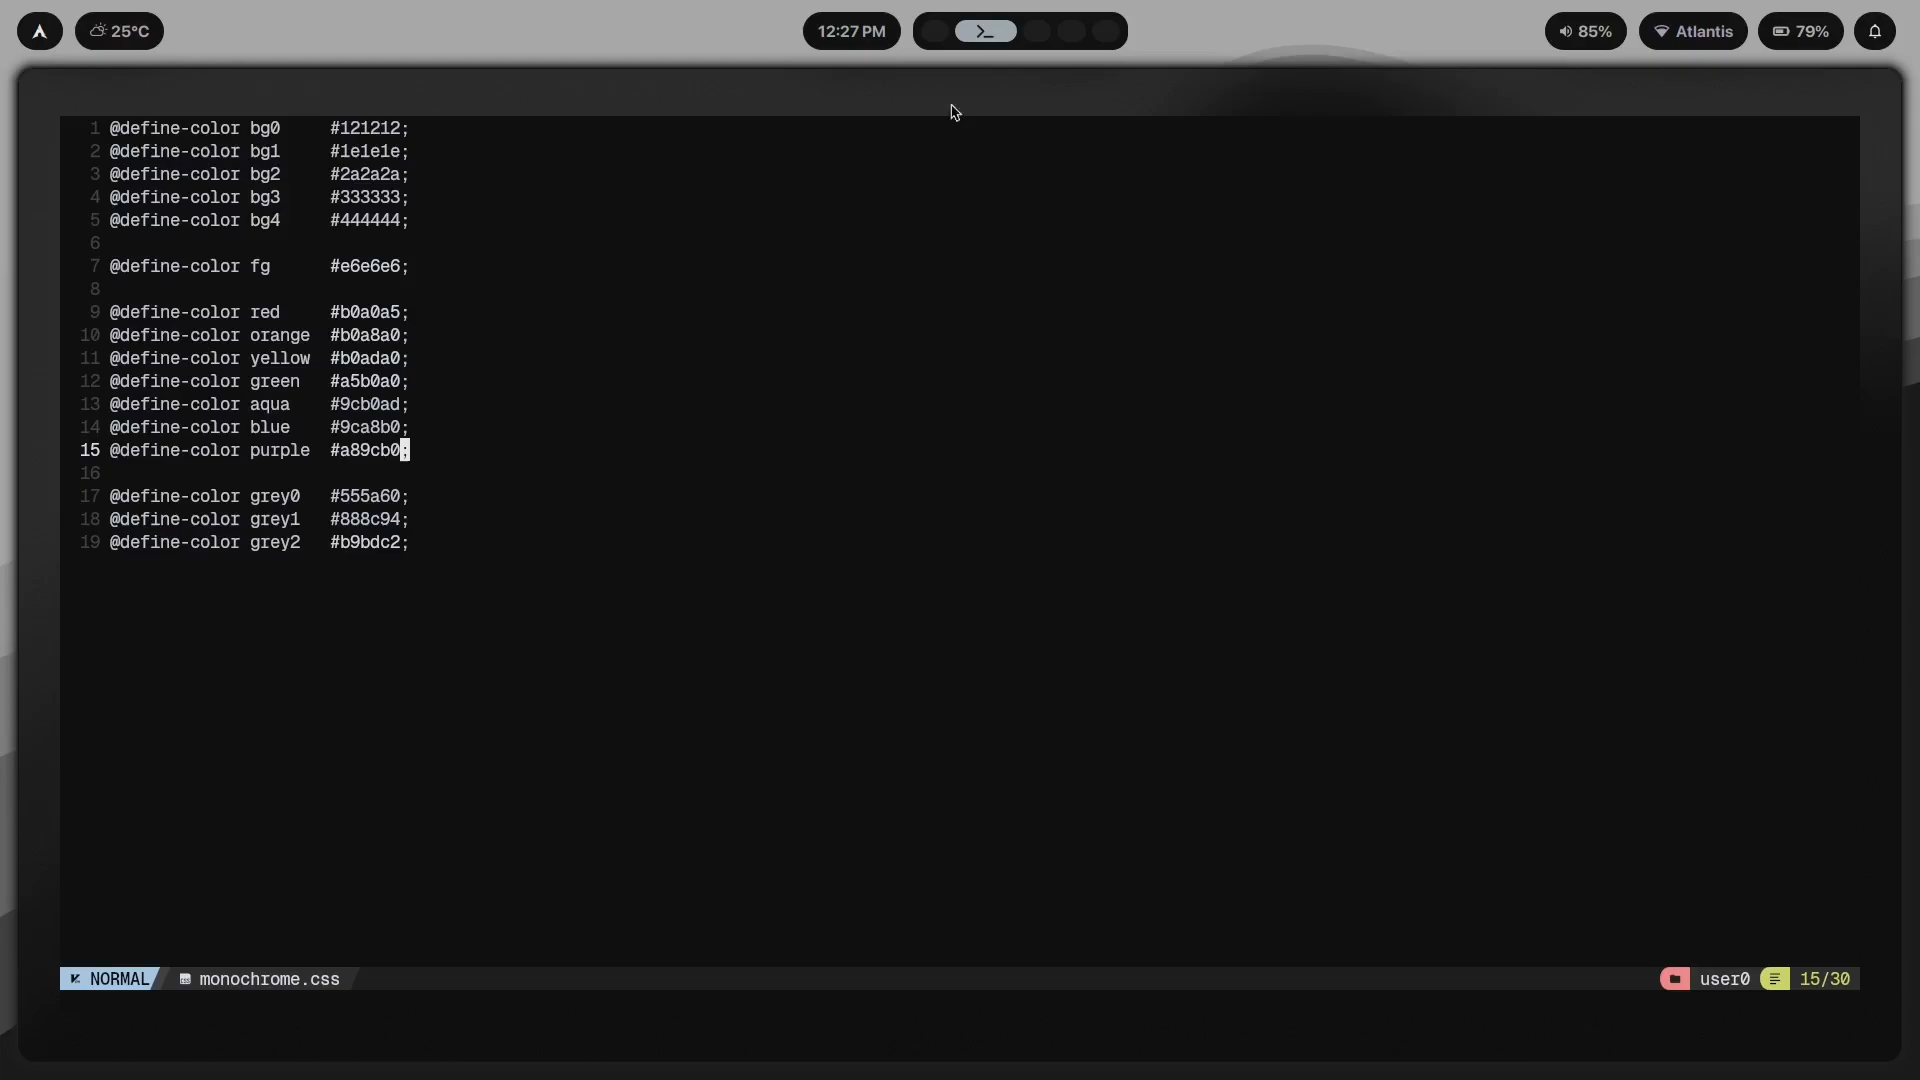 25°C
12:27 PM
85%
Atlantis
79%
1 @define-color bg0 #121212;
2 @define-color bg1 #1e1e1e;
3 @define-color bg2 #2a2a2a;
4 @define-color bg3 #333333;
5 @define-color bg4 #444444;
6
7 @define-color fg #e6e6e6;
8
9 @define-color red #b0a0a5;
10 @define-color orange #b0a8a0;
11 @define-color yellow #b0ada0;
12 @define-color green #a5b0a0;
13 @define-color aqua #9cb0ad;
14 @define-color blue #9ca8b0;
15 @define-color purple #a89cb0;
16
17 @define-color grey0 #555a60;
18 @define-color grey1 #888c94;
19 @define-color grey2 #b9bdc2;
NORMAL monochrome.css user0 15/30